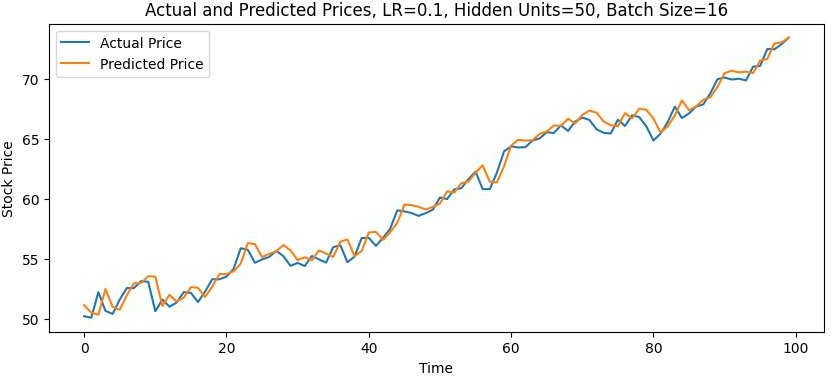 Actual and Predicted Prices, LR=0.1, Hidden Units=50, Batch Size=16
Actual Price
Predicted Price
Stock Price
70
65
60
55
50
0 20 40 60 80 100
Time